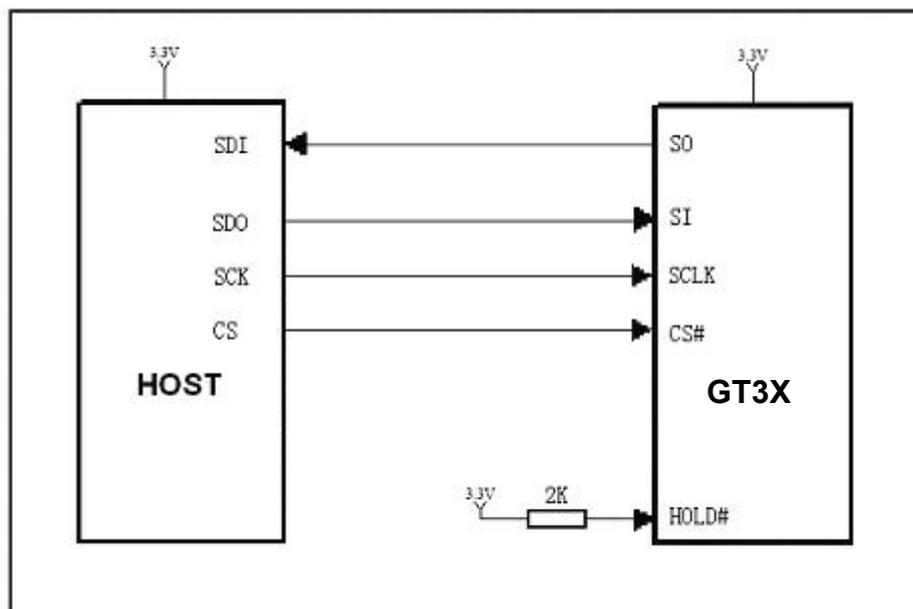 3.3V
3.3V
SDI
SO
SDO
SI
SCK
SCLK
CS
CS#
HOST
GT3X
3.3V
2K
HOLD#